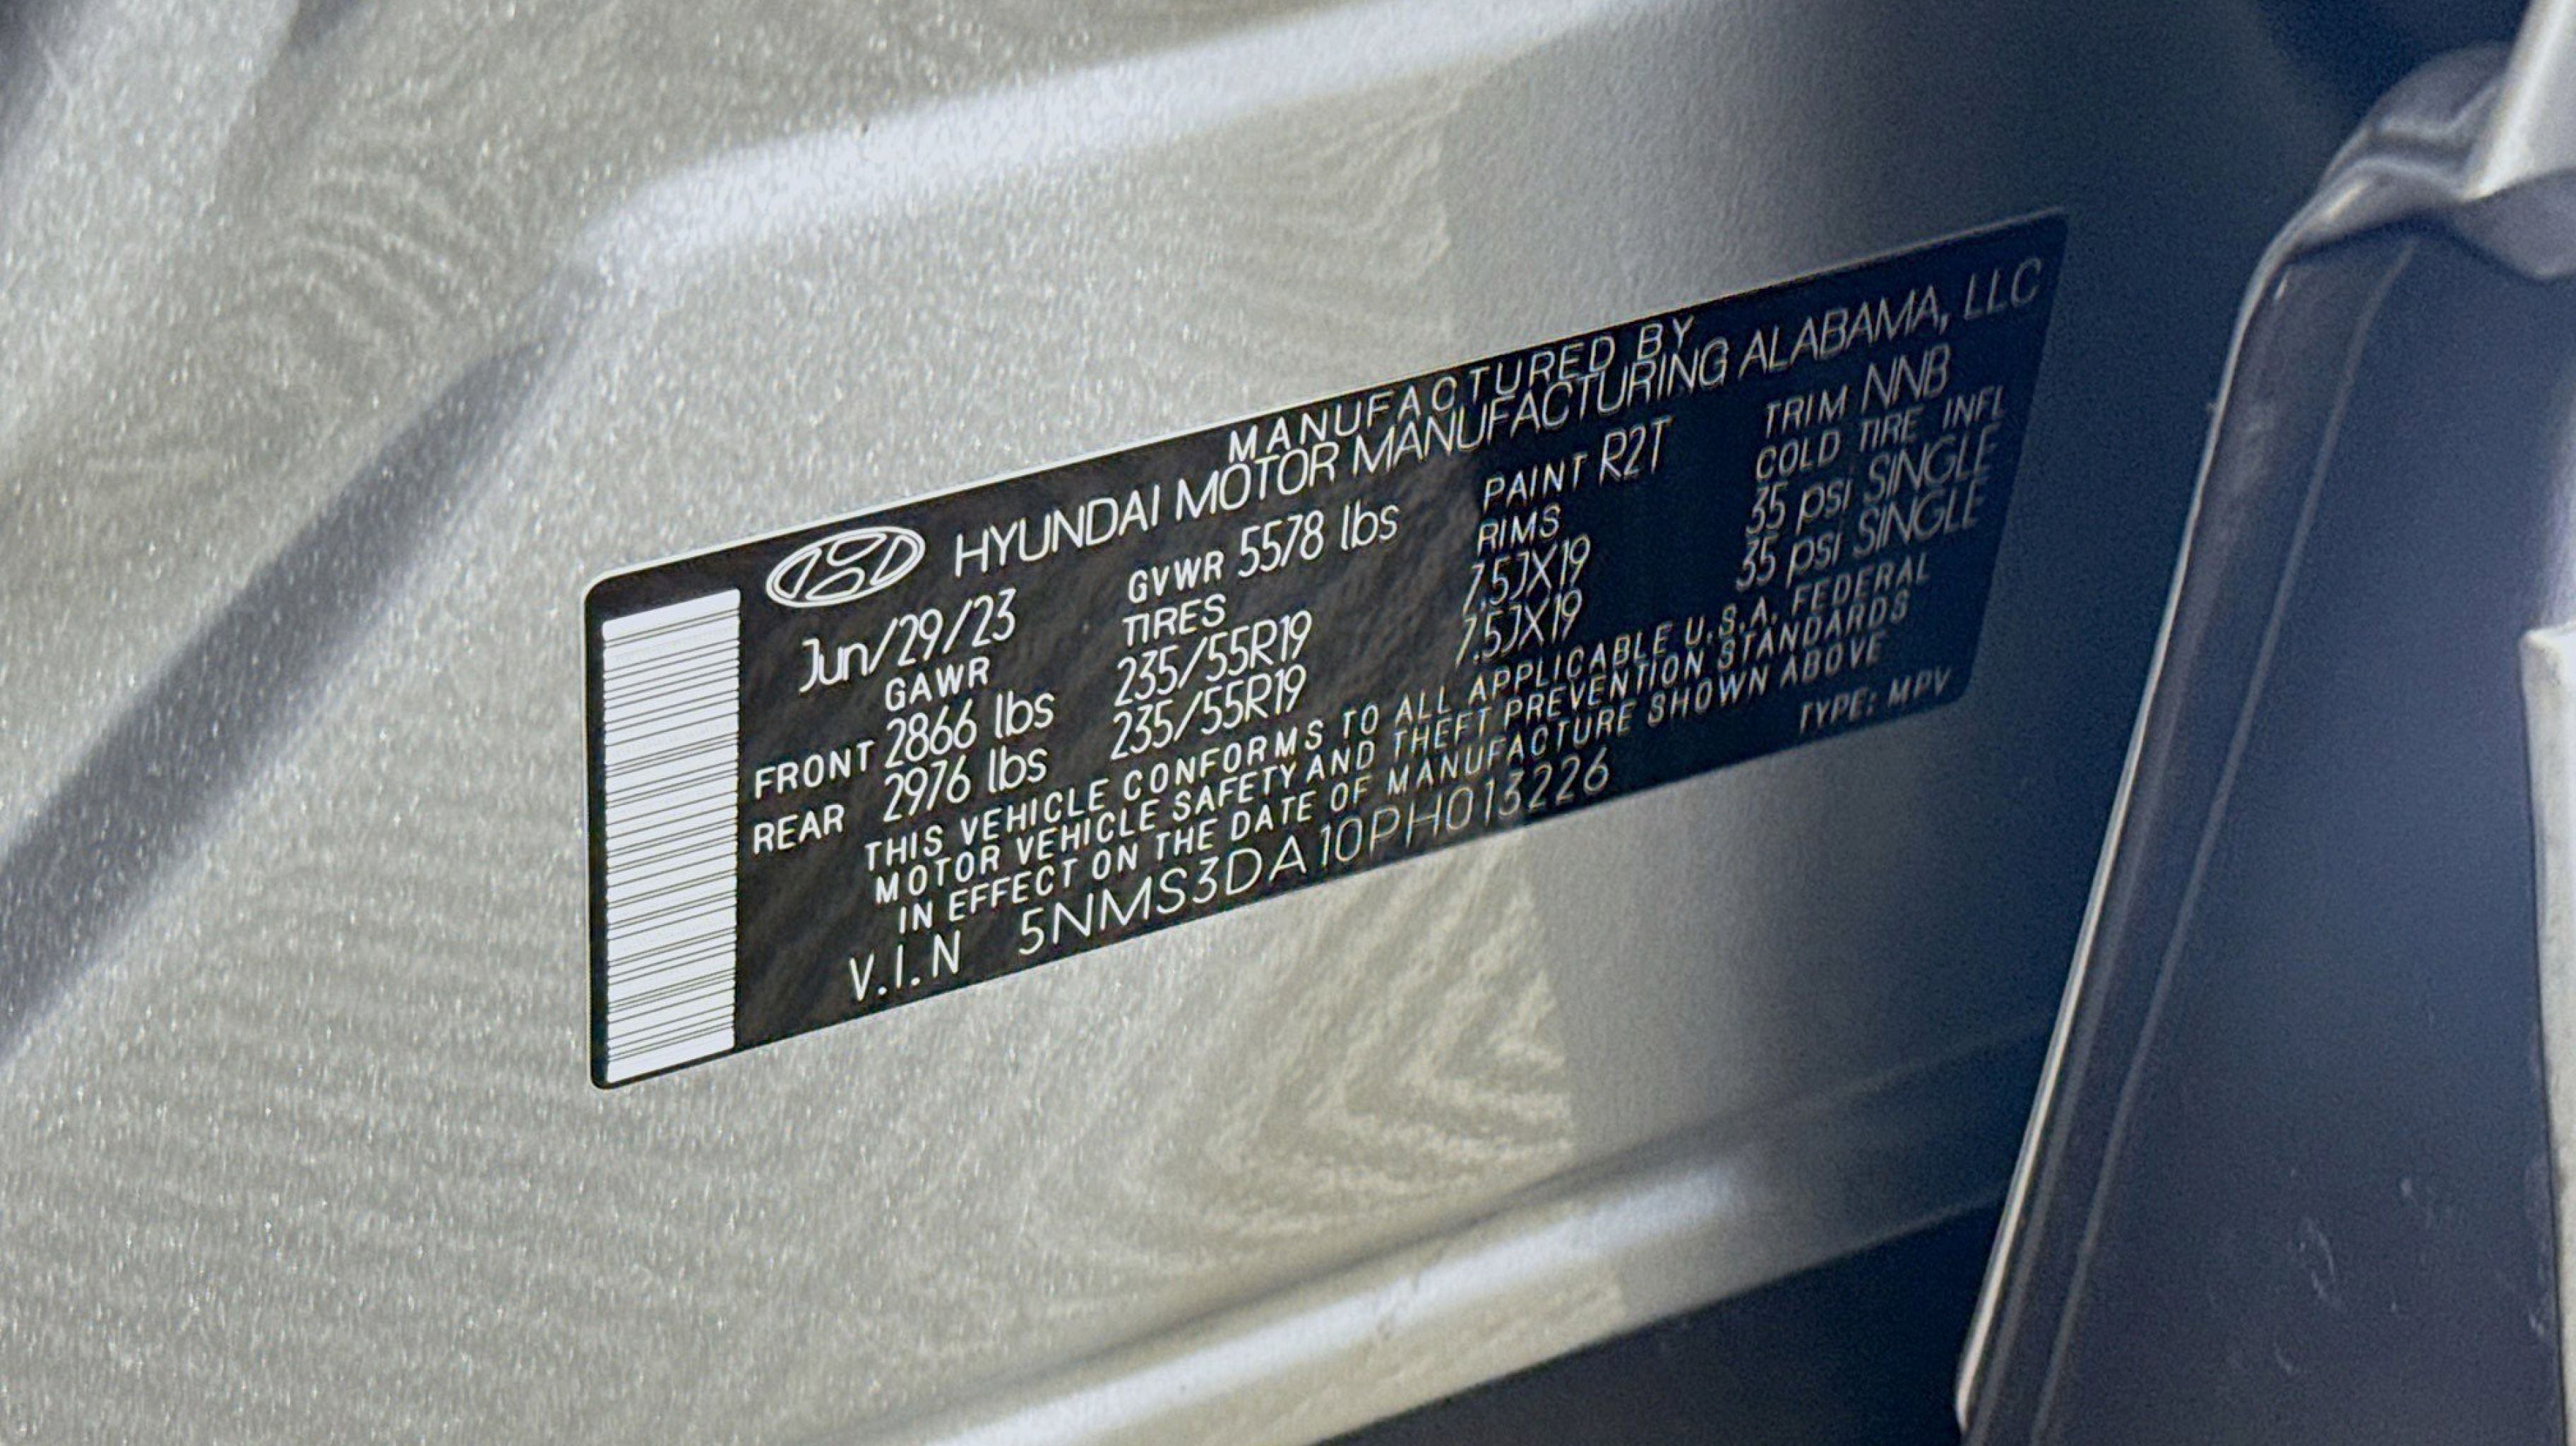 MANUFACTURED BY
HYUNDAI MOTOR MANUFACTURING ALABAMA, LLC
Jun/29/23 GVWR 5578 lbs PAINT R2T TRIM NNB
GAWR TIRES RIMS COLD TIRE INFL
FRONT 2866 lbs 235/55R19 7.5JX19 35 psi SINGLE
REAR 2976 lbs 235/55R19 7.5JX19 35 psi SINGLE
THIS VEHICLE CONFORMS TO ALL APPLICABLE U.S.A. FEDERAL
MOTOR VEHICLE SAFETY AND THEFT PREVENTION STANDARDS
IN EFFECT ON THE DATE OF MANUFACTURE SHOWN ABOVE
V.I.N 5NMS3DA10PH013226 TYPE: MPV